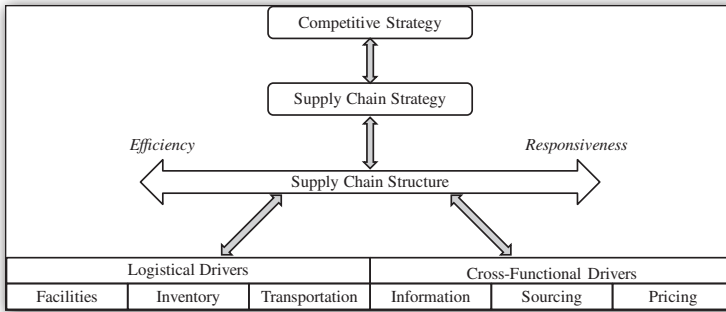 Competitive Strategy
Supply Chain Strategy
Efficiency
Responsiveness
Supply Chain Structure
Logistical Drivers
Cross-Functional Drivers
Facilities
Inventory
Transportation
Information
Sourcing
Pricing